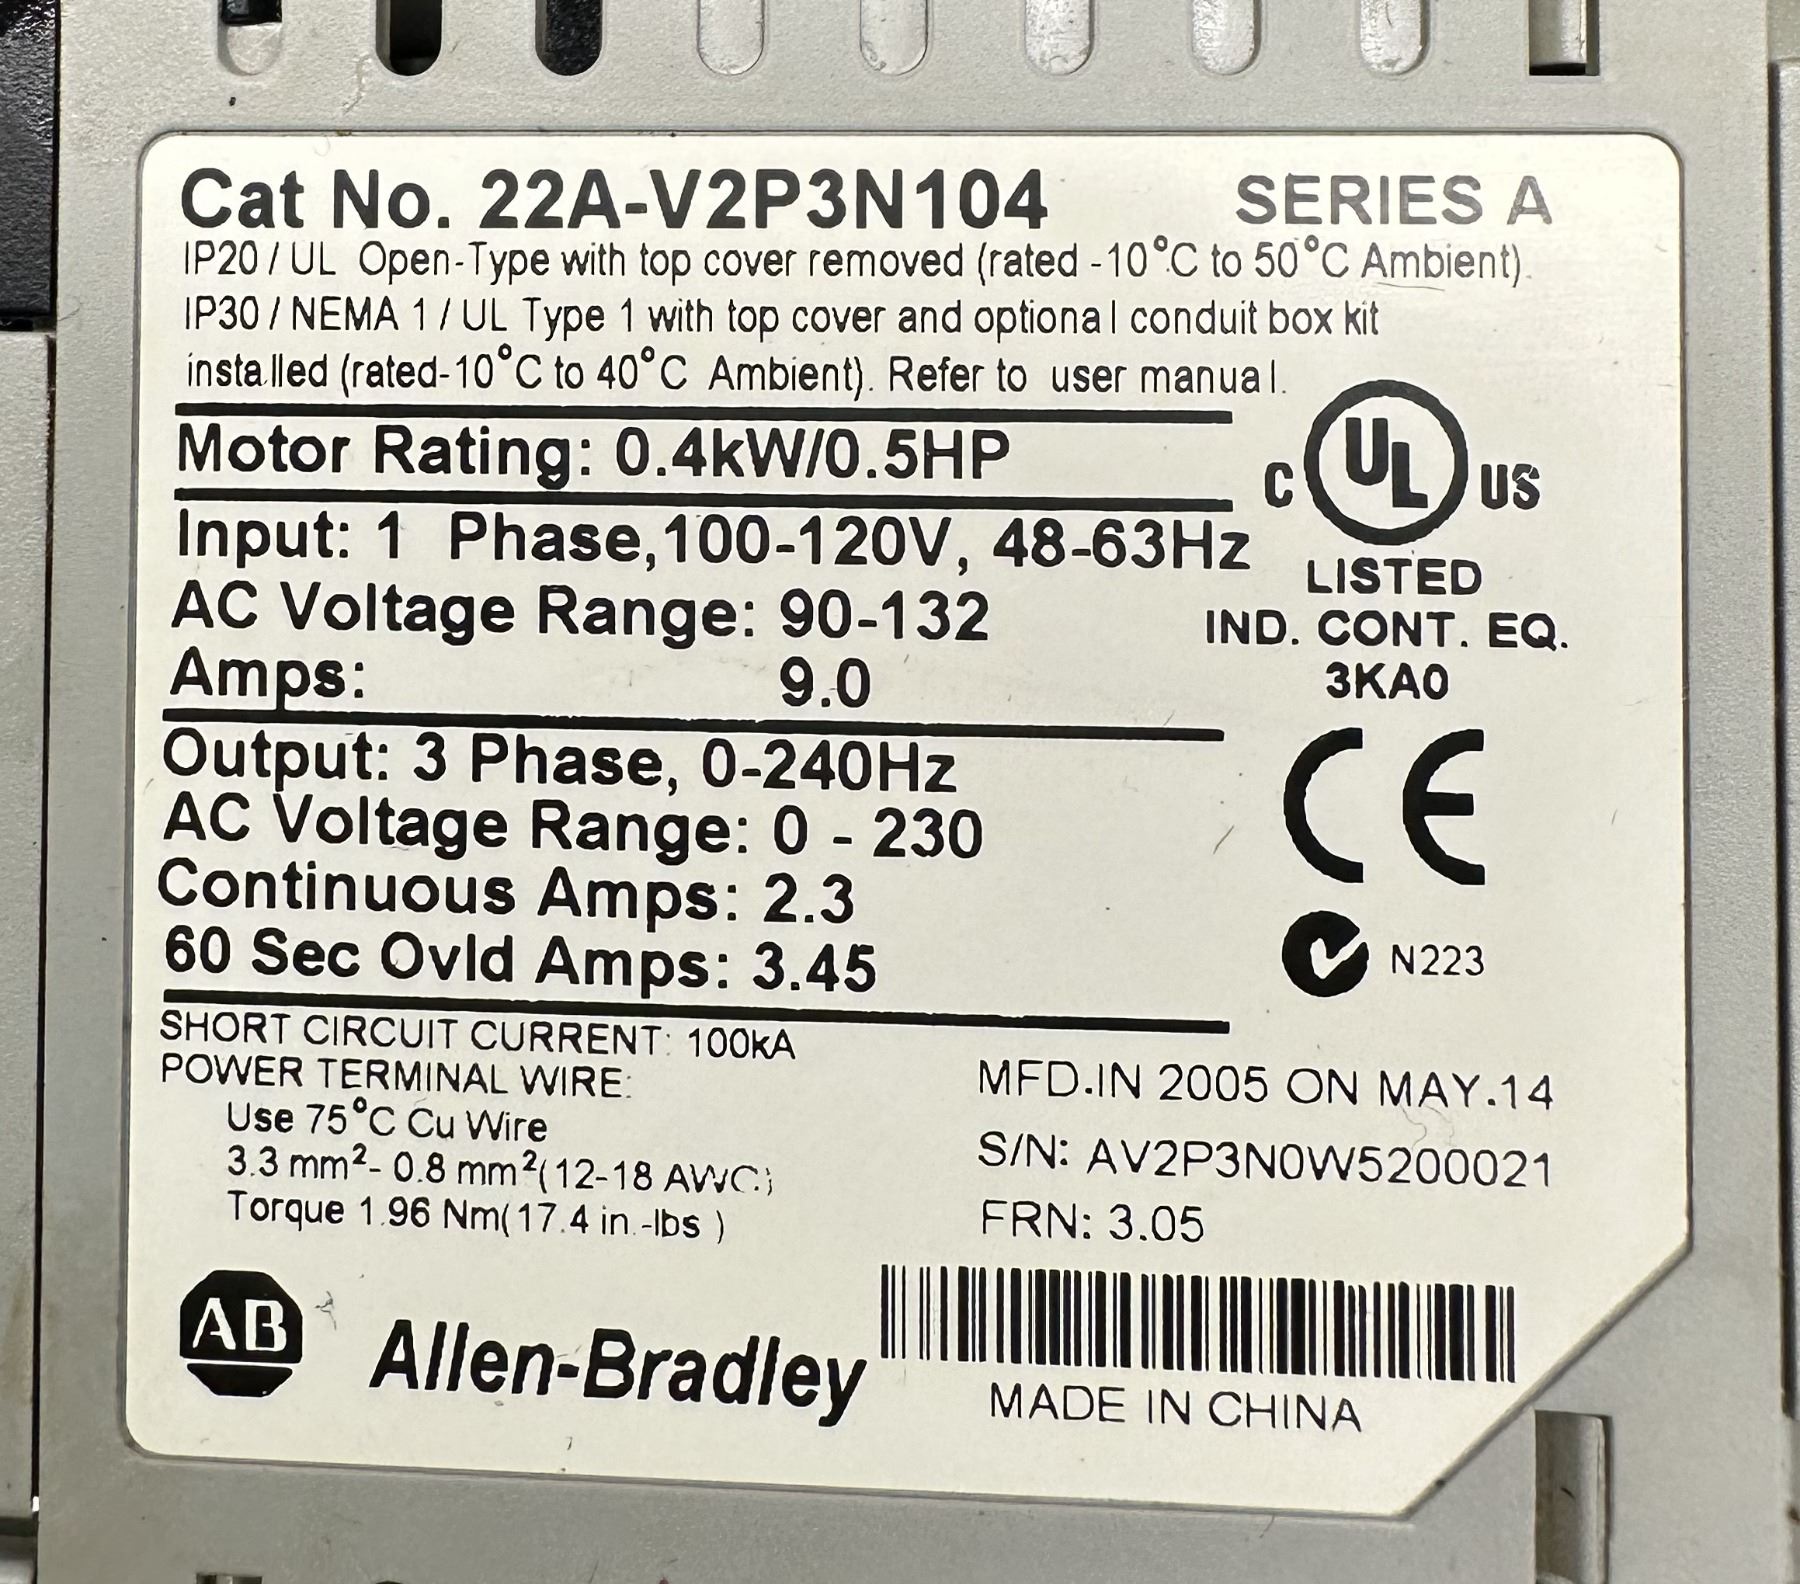 Cat No. 22A-V2P3N104 SERIES A
IP20 / UL Open-Type with top cover removed (rated -10°C to 50°C Ambient).
IP30 / NEMA 1 / UL Type 1 with top cover and optional conduit box kit
installed (rated-10°C to 40°C Ambient). Refer to user manual.
Motor Rating: 0.4kW/0.5HP
Input: 1 Phase,100-120V, 48-63Hz
AC Voltage Range: 90-132
Amps: 9.0
C UL US
LISTED
IND. CONT. EQ.
3KA0
Output: 3 Phase, 0-240Hz
AC Voltage Range: 0 - 230
Continuous Amps: 2.3
60 Sec Ovld Amps: 3.45
CE
N223
SHORT CIRCUIT CURRENT: 100kA
POWER TERMINAL WIRE:
Use 75°C Cu Wire
3.3 mm²- 0.8 mm²(12-18 AWG)
Torque 1.96 Nm(17.4 in.-lbs )
MFD.IN 2005 ON MAY.14
S/N: AV2P3N0W5200021
FRN: 3.05
AB Allen-Bradley
MADE IN CHINA